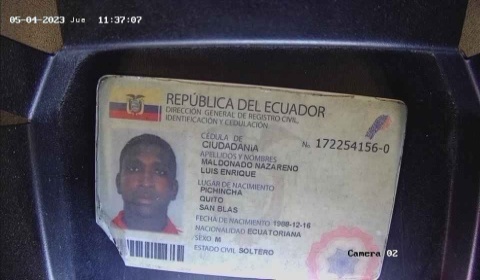 05-04-2023 Jue 11:37:07
REPÚBLICA DEL ECUADOR
DIRECCIÓN GENERAL DE REGISTRO CIVIL,
IDENTIFICACIÓN Y CEDULACIÓN
CÉDULA DE
CIUDADANÍA
No. 172254156-0
APELLIDOS Y NOMBRES
MALDONADO NAZARENO
LUIS ENRIQUE
LUGAR DE NACIMIENTO
PICHINCHA
QUITO
SAN BLAS
FECHA DE NACIMIENTO 1988-12-16
NACIONALIDAD ECUATORIANA
SEXO M
ESTADO CIVIL SOLTERO
Camera 02